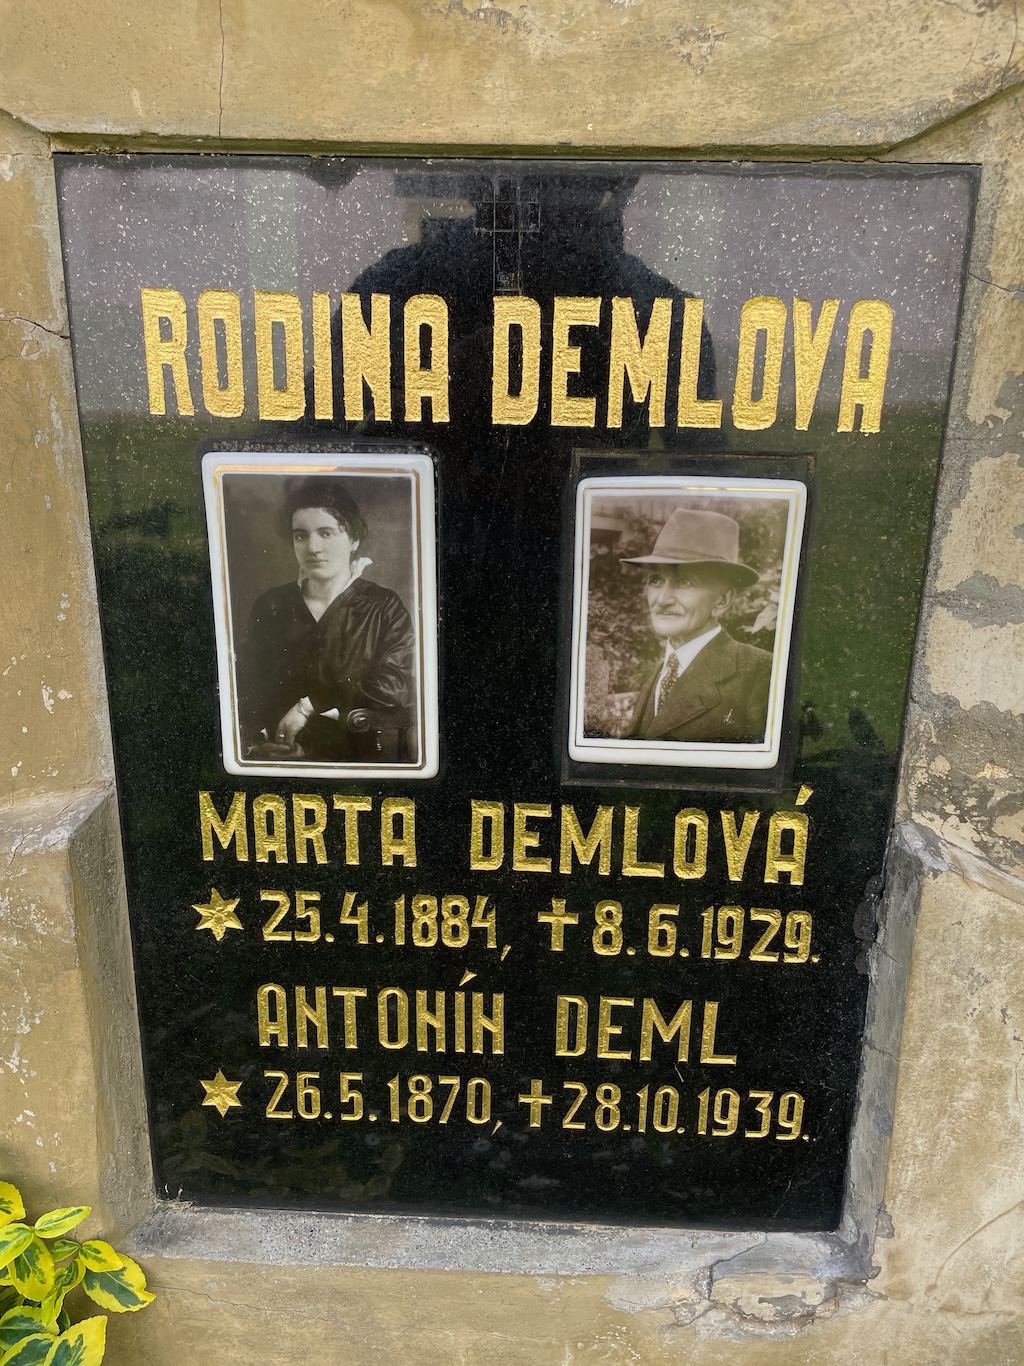 RODINA DEMLOVA
MARTA DEMLOVÁ
* 25.4.1884, † 8.6.1929.
ANTONÍN DEML
* 26.5.1870, † 28.10.1939.